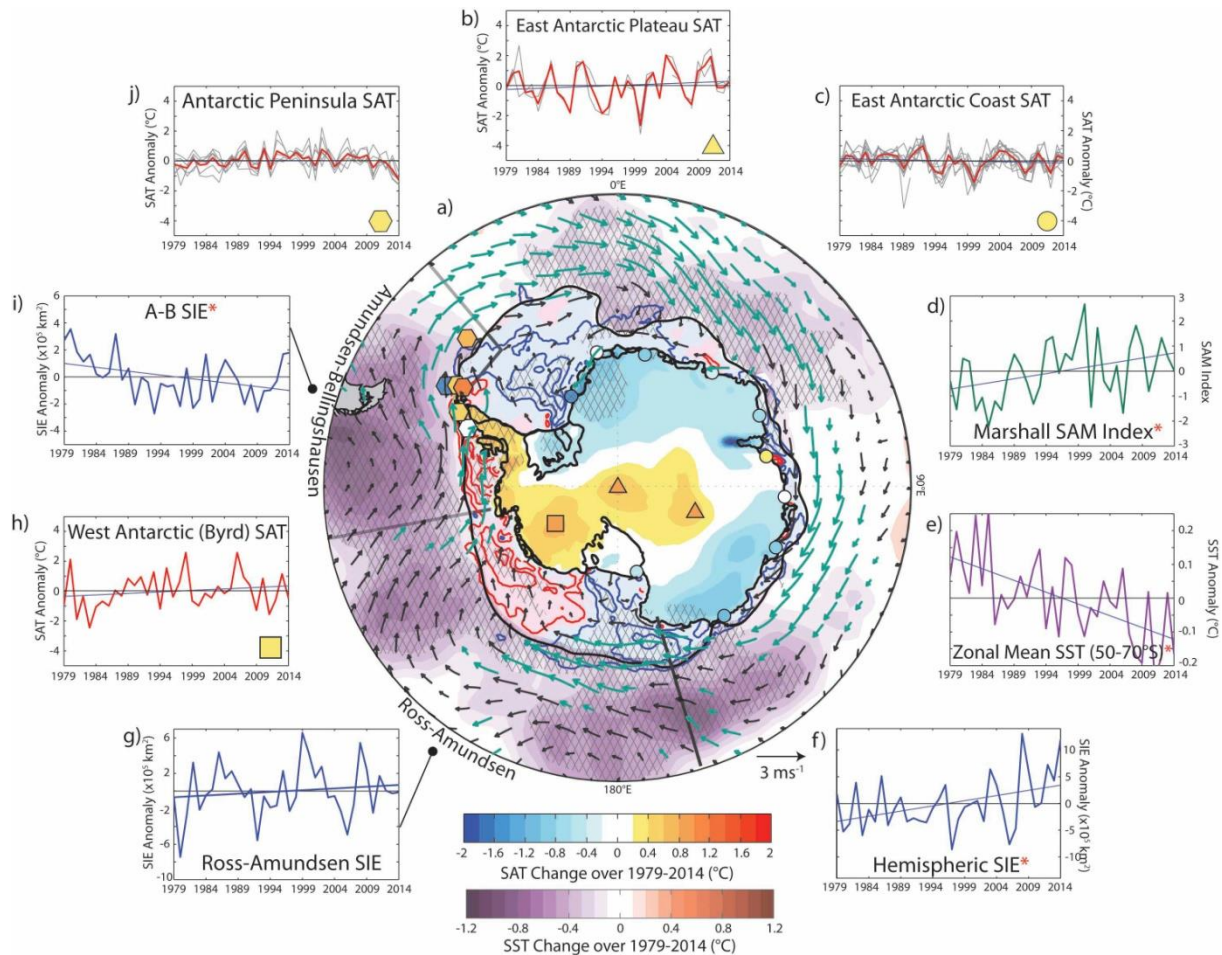 b)
East Antarctic Plateau SAT
SAT Anomaly (°C)
4
2
0
-2
-4
1979 1984 1989 1994 1999 2004 2009 2014
j)
Antarctic Peninsula SAT
SAT Anomaly (°C)
4
2
0
-2
-4
1979 1984 1989 1994 1999 2004 2009 2014
c)
East Antarctic Coast SAT
SAT Anomaly (°C)
4
2
0
-2
-4
1979 1984 1989 1994 1999 2004 2009 2014
a)
0°E
90°E
180°E
Amundsen-Bellingshausen
Ross-Amundsen
3 ms-1
i)
A-B SIE*
SIE Anomaly (x10⁵ km²)
6
4
2
0
-2
-4
1979 1984 1989 1994 1999 2004 2009 2014
d)
SAM Index
3
2
1
0
-1
-2
-3
Marshall SAM Index*
1979 1984 1989 1994 1999 2004 2009 2014
h)
West Antarctic (Byrd) SAT
SAT Anomaly (°C)
4
2
0
-2
-4
1979 1984 1989 1994 1999 2004 2009 2014
e)
SST Anomaly (°C)
0.2
0.1
0
-0.1
-0.2
Zonal Mean SST (50-70°S)*
1979 1984 1989 1994 1999 2004 2009 2014
g)
SIE Anomaly (x10⁵ km²)
6
2
-2
-6
-10
Ross-Amundsen SIE
1979 1984 1989 1994 1999 2004 2009 2014
f)
SIE Anomaly (x10⁵ km²)
10
5
0
-5
-10
Hemispheric SIE*
1979 1984 1989 1994 1999 2004 2009 2014
-2 -1.6 -1.2 -0.8 -0.4 0 0.4 0.8 1.2 1.6 2
SAT Change over 1979-2014 (°C)
-1.2 -0.8 -0.4 0 0.4 0.8 1.2
SST Change over 1979-2014 (°C)